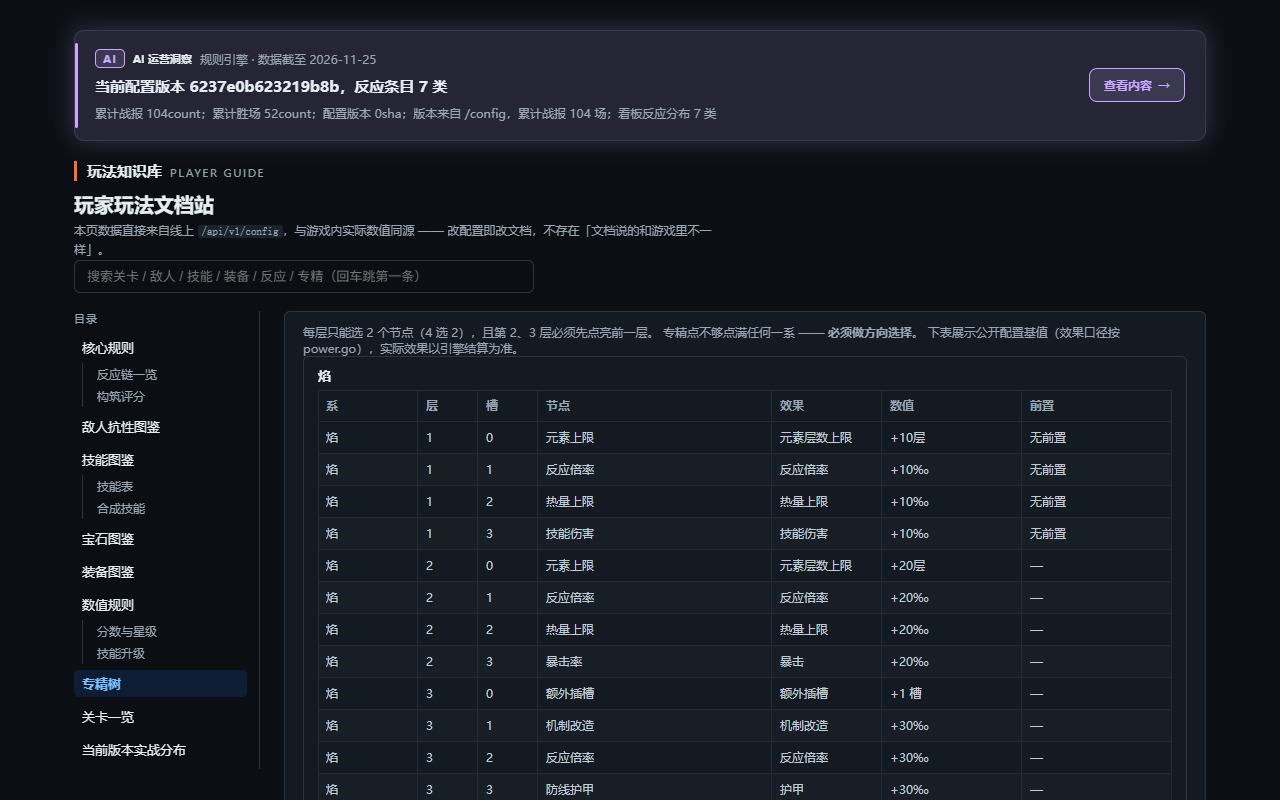 AI AI 运营洞察 规则引擎 · 数据截至 2026-11-25
当前配置版本 6237e0b623219b8b，反应条目 7 类
累计战报 104count；累计胜场 52count；配置版本 0sha；版本来自 /config，累计战报 104 场；看板反应分布 7 类
查看内容 →
玩法知识库 PLAYER GUIDE
玩家玩法文档站
本页数据直接来自线上 /api/v1/config，与游戏内实际数值同源 —— 改配置即改文档，不存在「文档说的和游戏里不一
样」。
搜索关卡 / 敌人 / 技能 / 装备 / 反应 / 专精（回车跳第一条）
目录
核心规则
反应链一览
构筑评分
敌人抗性图鉴
技能图鉴
技能表
合成技能
宝石图鉴
装备图鉴
数值规则
分数与星级
技能升级
专精树
关卡一览
当前版本实战分布
每层只能选 2 个节点（4 选 2），且第 2、3 层必须先点亮前一层。 专精点不够点满任何一系 —— 必须做方向选择。 下表展示公开配置基值（效果口径按
power.go），实际效果以引擎结算为准。
焰
系 层 槽 节点 效果 数值 前置
焰 1 0 元素上限 元素层数上限 +10层 无前置
焰 1 1 反应倍率 反应倍率 +10‰ 无前置
焰 1 2 热量上限 热量上限 +10‰ 无前置
焰 1 3 技能伤害 技能伤害 +10‰ 无前置
焰 2 0 元素上限 元素层数上限 +20层 —
焰 2 1 反应倍率 反应倍率 +20‰ —
焰 2 2 热量上限 热量上限 +20‰ —
焰 2 3 暴击率 暴击 +20‰ —
焰 3 0 额外插槽 额外插槽 +1 槽 —
焰 3 1 机制改造 机制改造 +30‰ —
焰 3 2 反应倍率 反应倍率 +30‰ —
焰 3 3 防线护甲 护甲 +30‰ —